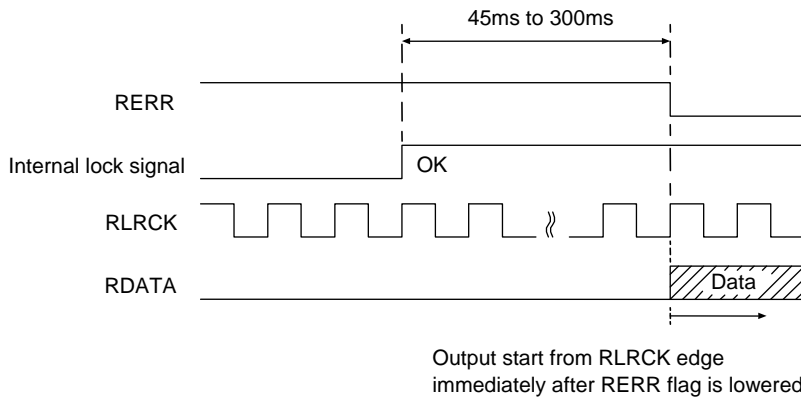 45ms to 300ms
RERR
Internal lock signal
OK
RLRCK
RDATA
Data
Output start from RLRCK edge
immediately after RERR flag is lowered